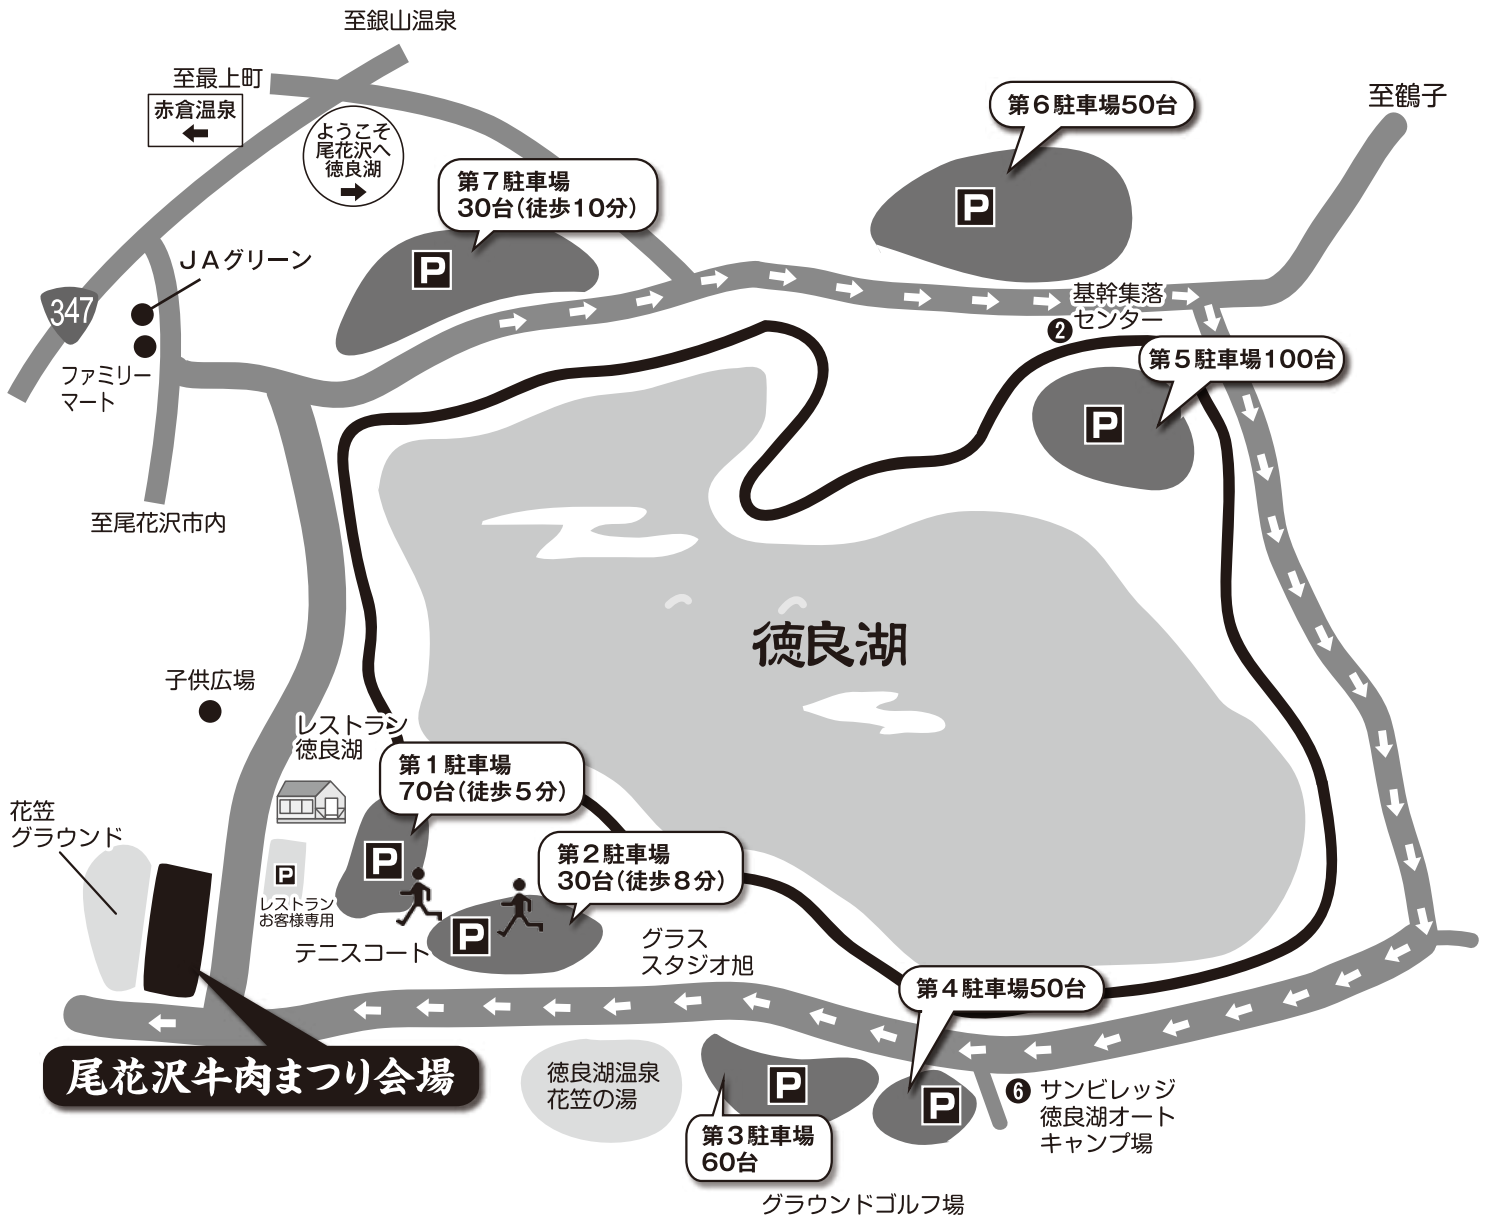 至銀山温泉
至最上町
赤倉温泉
ようこそ
尾花沢へ
徳良湖
第6駐車場50台
至鶴子
P
第7駐車場
30台(徒歩10分)
P
JAグリーン
347
ファミリー
マート
基幹集落
センター
2
第5駐車場100台
P
至尾花沢市内
徳良湖
子供広場
レストラン
徳良湖
第1駐車場
70台(徒歩5分)
P
花笠
グラウンド
第2駐車場
30台(徒歩8分)
P
P
レストラン
お客様専用
テニスコート
グラス
スタジオ旭
第4駐車場50台
P
尾花沢牛肉まつり会場
徳良湖温泉
花笠の湯
P
第3駐車場
60台
6
サンビレッジ
徳良湖オート
キャンプ場
グラウンドゴルフ場